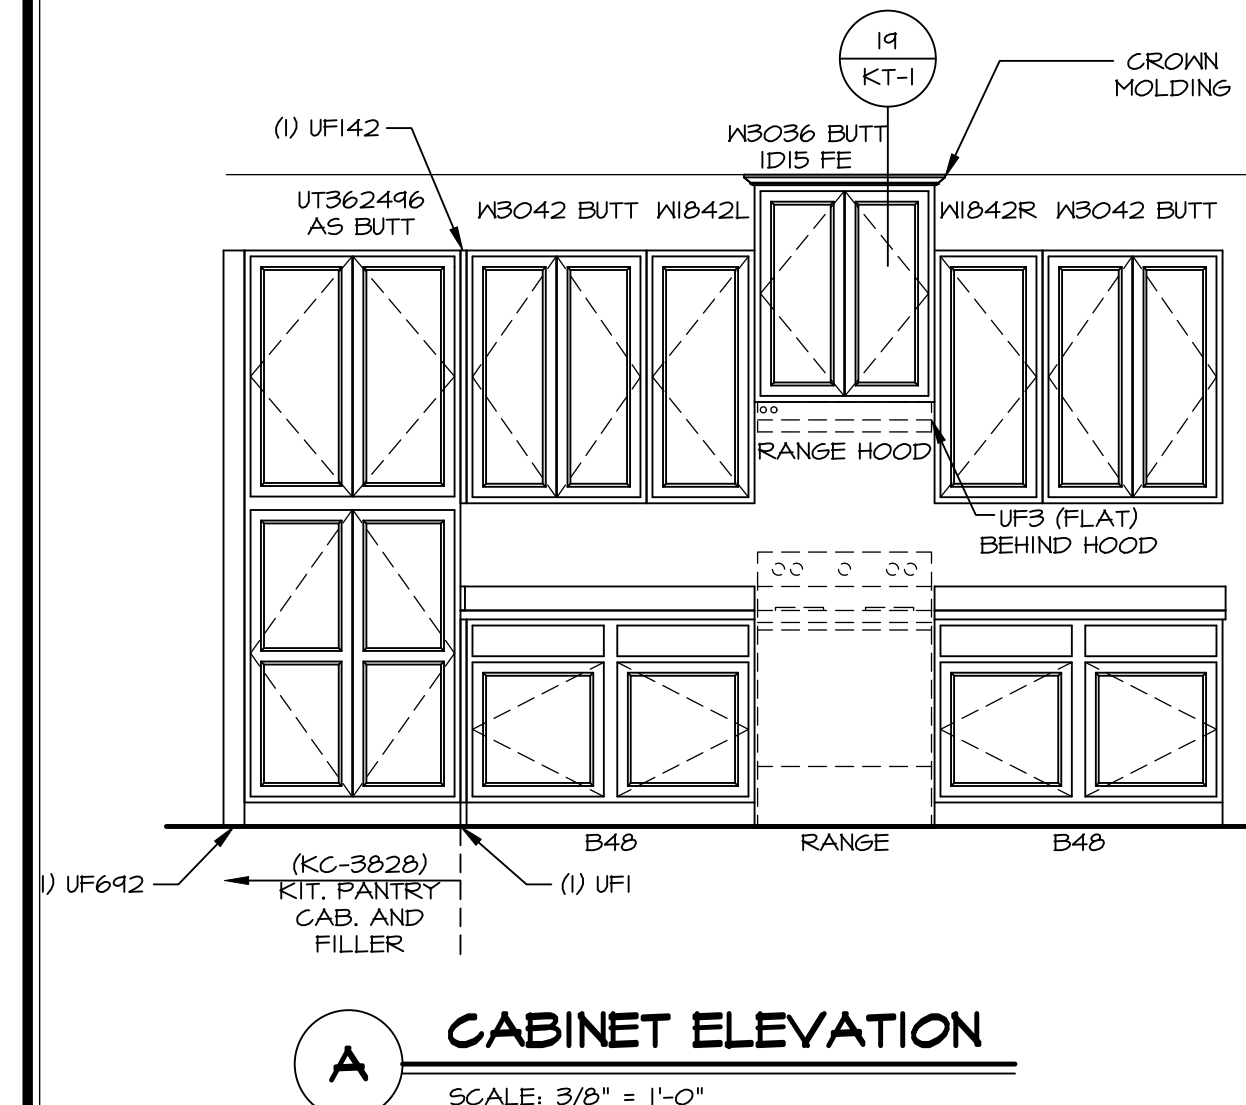 19
KT-1
CROWN
MOLDING
(1) UF142
W3036 BUTT
1D15 FE
UT362496
AS BUTT
W3042 BUTT
W1842L
W1842R
W3042 BUTT
RANGE HOOD
UF3 (FLAT)
BEHIND HOOD
B48
RANGE
B48
1) UF692
(KC-3828)
KIT. PANTRY
CAB. AND
FILLER
(1) UF1
A
CABINET ELEVATION
SCALE: 3/8" = 1'-0"